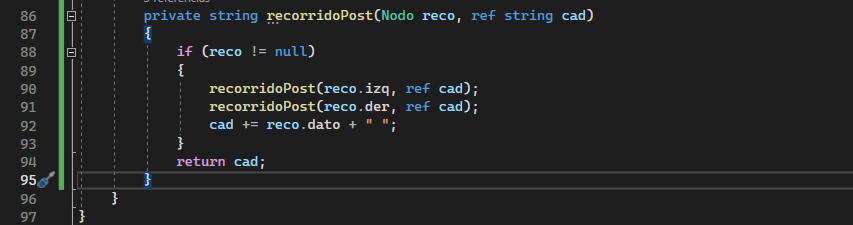 3 referencias
86 private string recorridoPost(Nodo reco, ref string cad)
87 {
88 if (reco != null)
89 {
90 recorridoPost(reco.izq, ref cad);
91 recorridoPost(reco.der, ref cad);
92 cad += reco.dato + " ";
93 }
94 return cad;
95 }
96 }
97 }